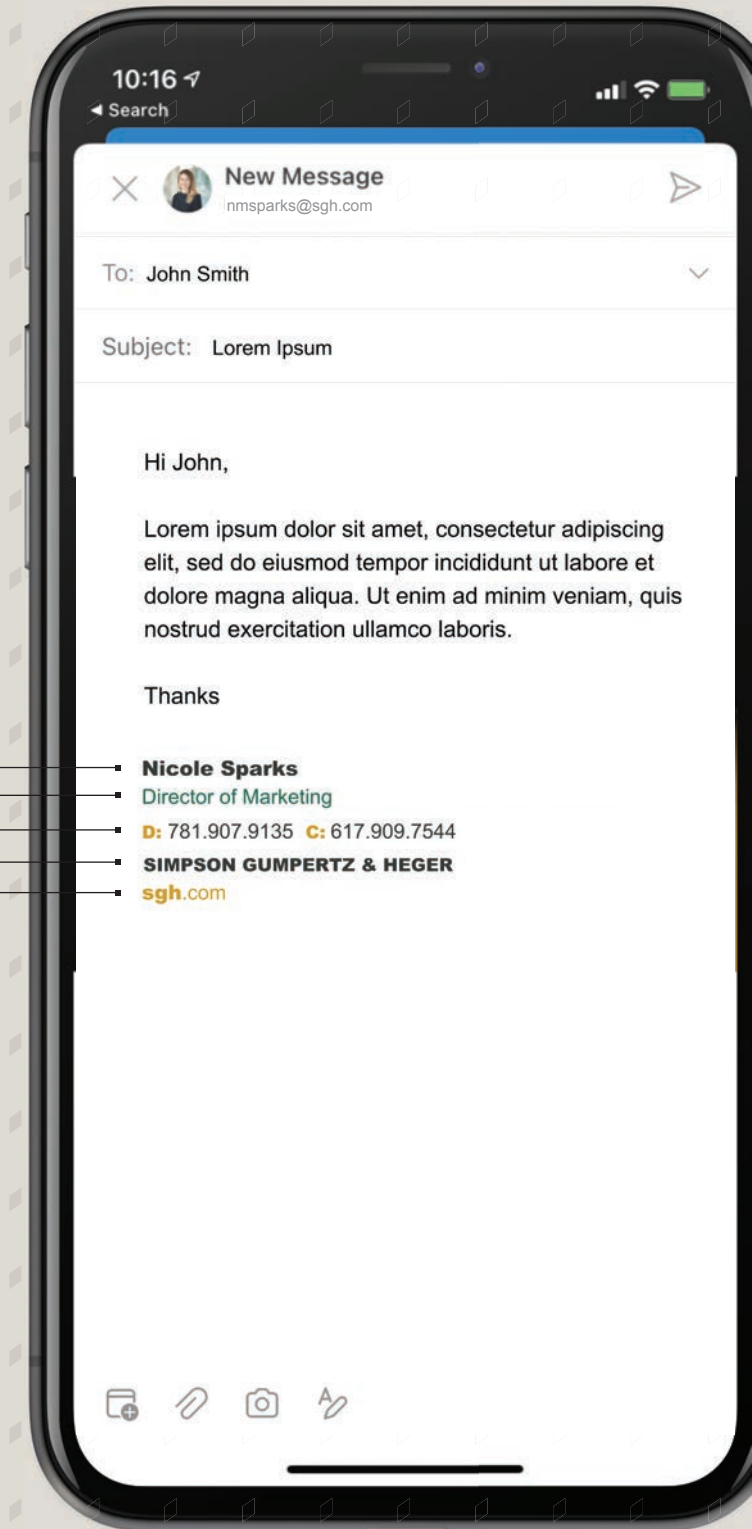 10:16
Search
New Message
nmsparks@sgh.com
To: John Smith
Subject: Lorem Ipsum
Hi John,
Lorem ipsum dolor sit amet, consectetur adipiscing
elit, sed do eiusmod tempor incididunt ut labore et
dolore magna aliqua. Ut enim ad minim veniam, quis
nostrud exercitation ullamco laboris.
Thanks
Nicole Sparks
Director of Marketing
D: 781.907.9135 C: 617.909.7544
SIMPSON GUMPERTZ & HEGER
sgh.com